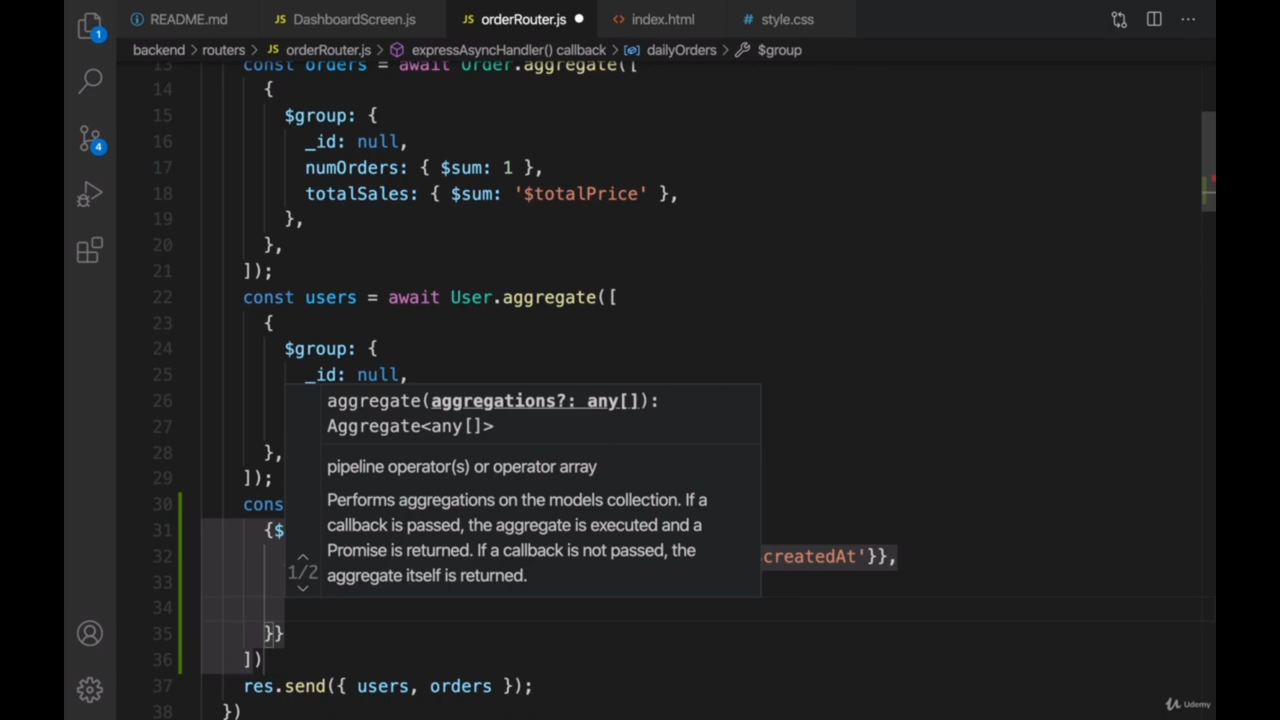 README.md
JS DashboardScreen.js
JS orderRouter.js
<> index.html
# style.css
backend > routers > JS orderRouter.js > expressAsyncHandler() callback > dailyOrders > $group
13 const orders = await Order.aggregate([
14 {
15 $group: {
16 _id: null,
17 numOrders: { $sum: 1 },
18 totalSales: { $sum: '$totalPrice' },
19 },
20 },
21 ]);
22 const users = await User.aggregate([
23 {
24 $group: {
25 _id: null,
26
27
28 },
29 ]);
30 cons
31 {$
32 createdAt'}},
33
34
35 }}
36 ])
37 res.send({ users, orders });
38 })
aggregate(aggregations?: any[]):
Aggregate<any[]>
pipeline operator(s) or operator array
Performs aggregations on the models collection. If a
callback is passed, the aggregate is executed and a
Promise is returned. If a callback is not passed, the
aggregate itself is returned.
1/2
1
4
Udemy